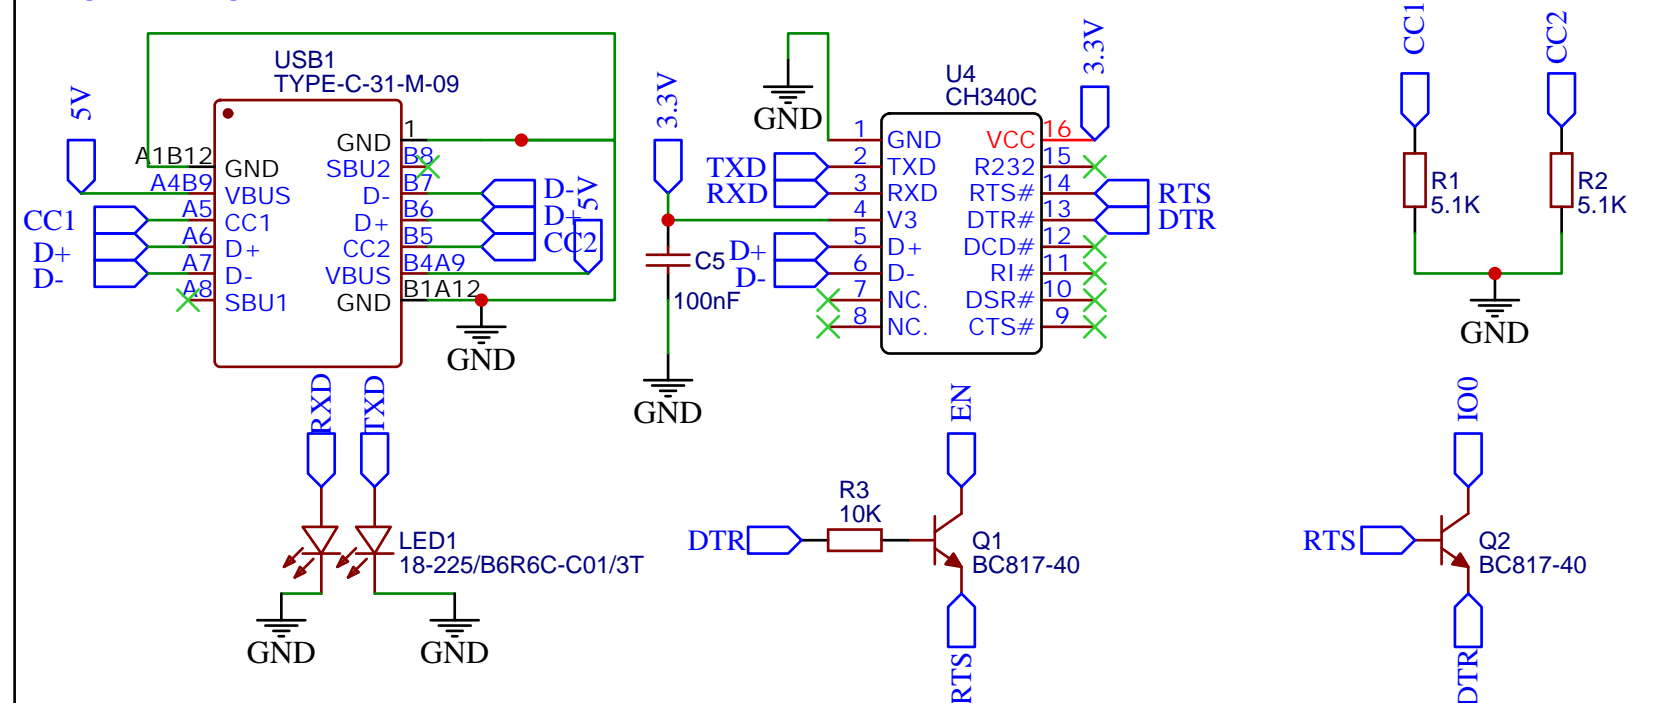 USB1
TYPE-C-31-M-09
5V
A1B12
GND
A4B9
VBUS
CC1
A5
CC1
D+
A6
D+
D-
A7
D-
A8
SBU1
GND
1
SBU2
B8
D-
B7
D-
D+
B6
D+
CC2
B5
CC2
5V
VBUS
B4A9
GND
B1A12
GND
3.3V
C5
100nF
GND
GND
U4
CH340C
3.3V
1
GND
TXD
2
TXD
RXD
3
RXD
4
V3
D+
5
D+
D-
6
D-
7
NC.
8
NC.
VCC
16
R232
15
RTS#
14
RTS
DTR#
13
DTR
DCD#
12
RI#
11
DSR#
10
CTS#
9
CC1
CC2
R1
5.1K
R2
5.1K
GND
RXD
TXD
LED1
18-225/B6R6C-C01/3T
GND
GND
EN
R3
10K
DTR
Q1
BC817-40
RTS
IO0
RTS
Q2
BC817-40
DTR